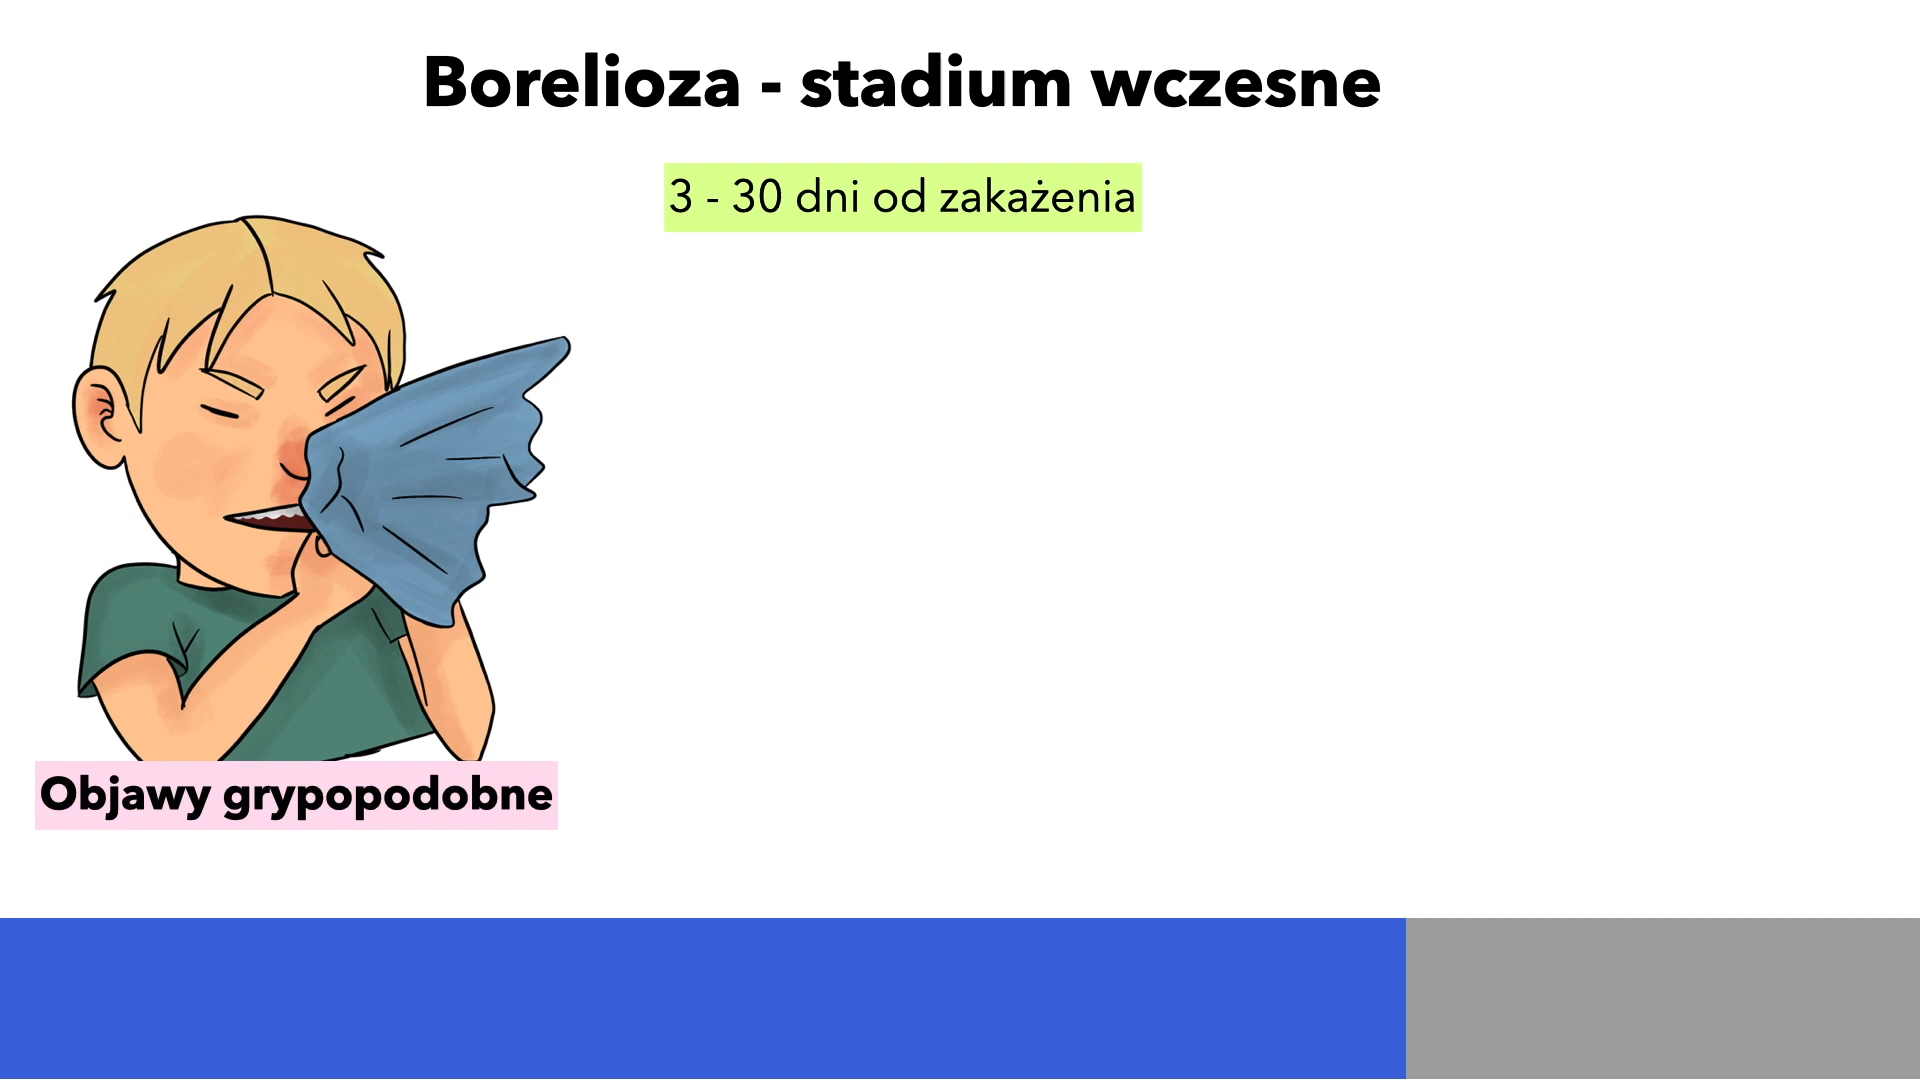 Borelioza - stadium wczesne
3 - 30 dni od zakażenia
Objawy grypopodobne